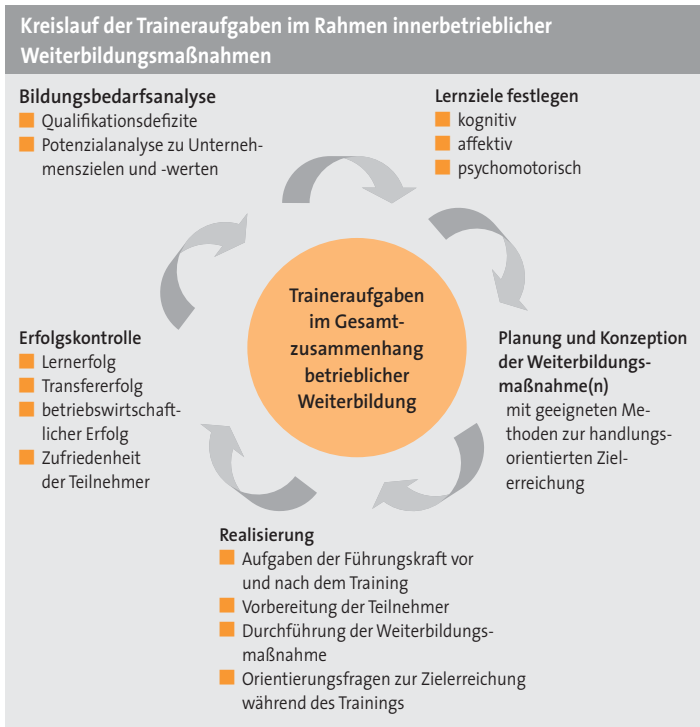 Kreislauf der Traineraufgaben im Rahmen innerbetrieblicher
Weiterbildungsmaßnahmen
Bildungsbedarfsanalyse
Qualifikationsdefizite
Potenzialanalyse zu Unterneh-
menszielen und -werten
Lernziele festlegen
kognitiv
affektiv
psychomotorisch
Traineraufgaben
im Gesamt-
zusammenhang
betrieblicher
Weiterbildung
Planung und Konzeption
der Weiterbildungs-
maßnahme(n)
mit geeigneten Me-
thoden zur handlungs-
orientierten Ziel-
erreichung
Erfolgskontrolle
Lernerfolg
Transfererfolg
betriebswirtschaft-
licher Erfolg
Zufriedenheit
der Teilnehmer
Realisierung
Aufgaben der Führungskraft vor
und nach dem Training
Vorbereitung der Teilnehmer
Durchführung der Weiterbildungs-
maßnahme
Orientierungsfragen zur Zielerreichung
während des Trainings